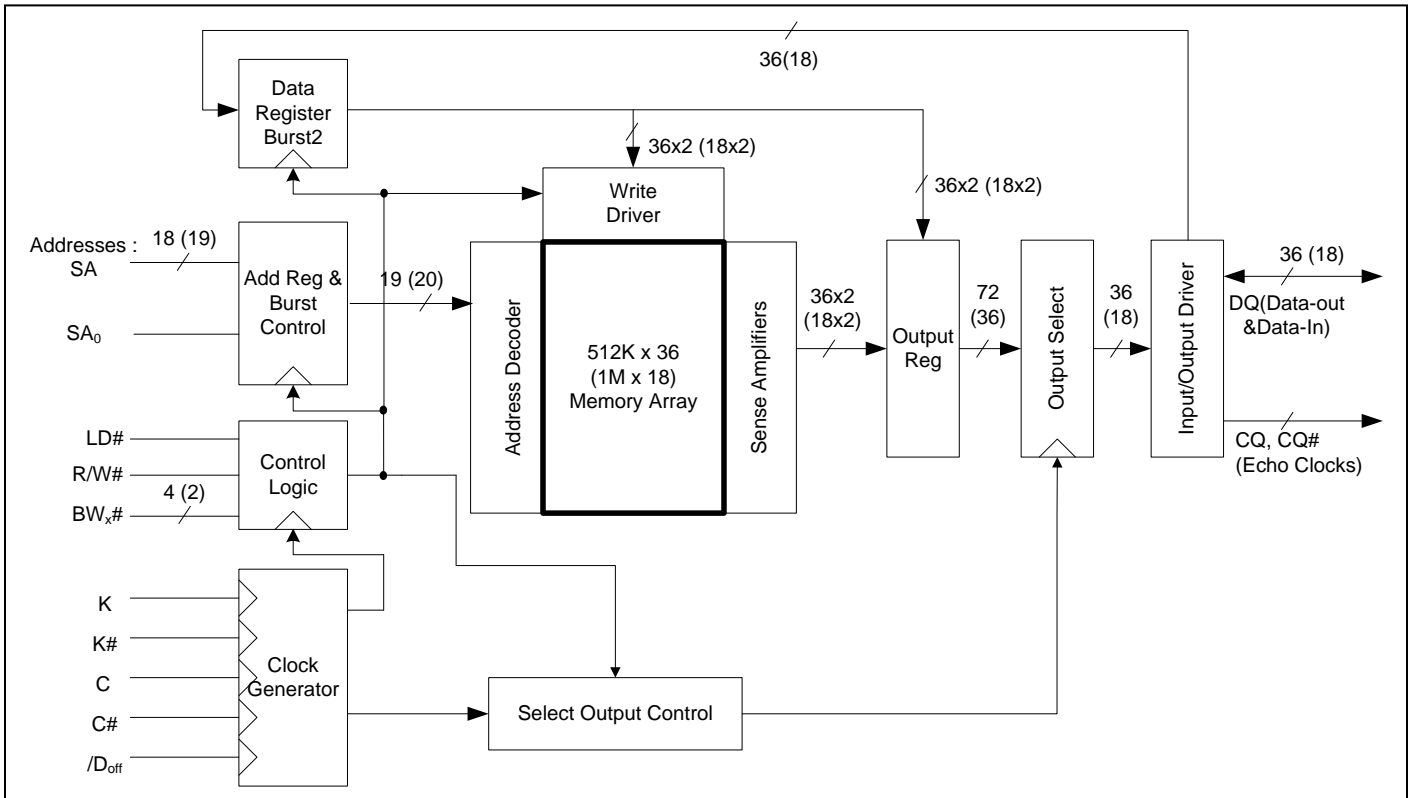 36(18)
Data
Register
Burst2
36x2 (18x2)
36x2 (18x2)
Write
Driver
Addresses :
SA
18 (19)
SA₀
Add Reg &
Burst
Control
19 (20)
Address Decoder
512K x 36
(1M x 18)
Memory Array
Sense Amplifiers
36x2
(18x2)
Output
Reg
72
(36)
Output Select
36
(18)
Input/Output Driver
36 (18)
DQ(Data-out
&Data-In)
CQ, CQ#
(Echo Clocks)
LD#
R/W#
BWₓ#
4 (2)
Control
Logic
K
K#
C
C#
/Doff
Clock
Generator
Select Output Control